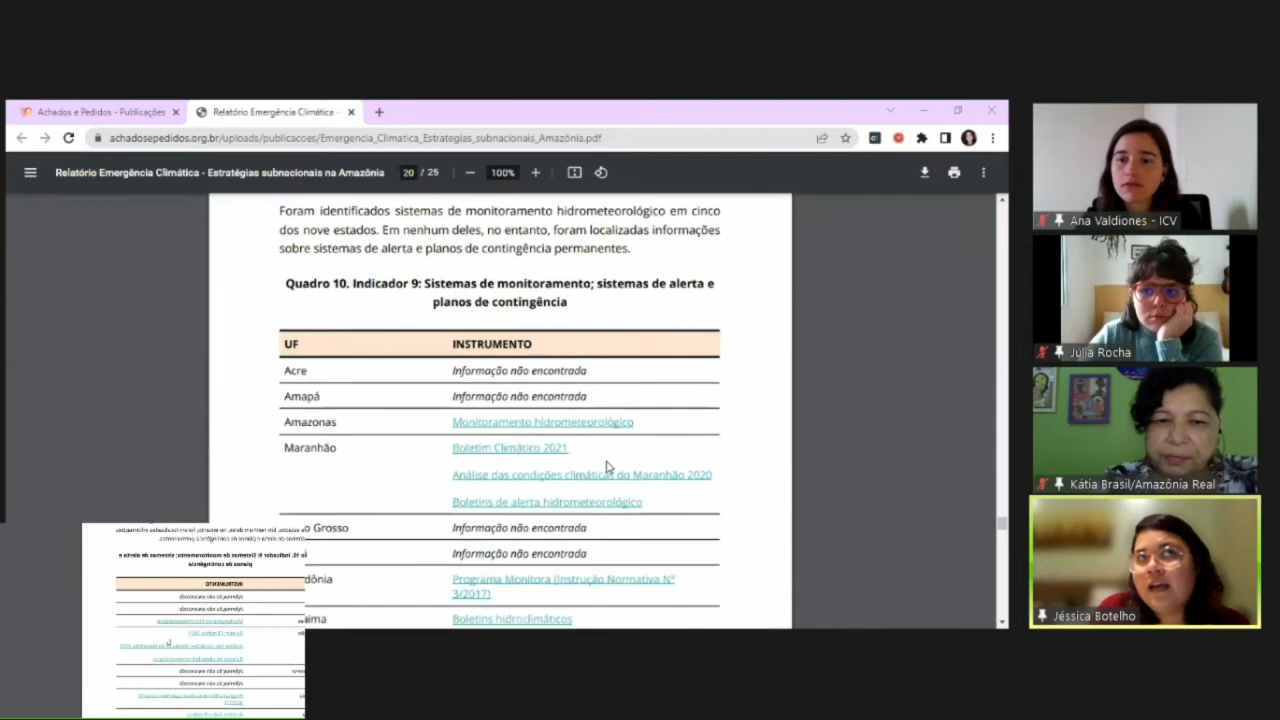 Achados e Pedidos - Publicações
Relatório Emergência Climática -
achadosepedidos.org.br/uploads/publicacoes/Emergencia_Climatica_Estrategias_subnacionais_Amazônia.pdf
Relatório Emergência Climática - Estratégias subnacionais na Amazônia 20 / 25 100%
Foram identificados sistemas de monitoramento hidrometeorológico em cinco
dos nove estados. Em nenhum deles, no entanto, foram localizadas informações
sobre sistemas de alerta e planos de contingência permanentes.
Quadro 10. Indicador 9: Sistemas de monitoramento; sistemas de alerta e
planos de contingência
UF INSTRUMENTO
Acre Informação não encontrada
Amapá Informação não encontrada
Amazonas Monitoramento hidrometeorológico
Maranhão Boletim Climático 2021
Análise das condições climáticas do Maranhão 2020
Boletins de alerta hidrometeorológico
o Grosso Informação não encontrada
Informação não encontrada
dônia Programa Monitora (Instrução Normativa Nº
3/2017)
aima Boletins hidroclimáticos
Ana Valdiones - ICV
Júlia Rocha
Kátia Brasil/Amazônia Real
Jéssica Botelho